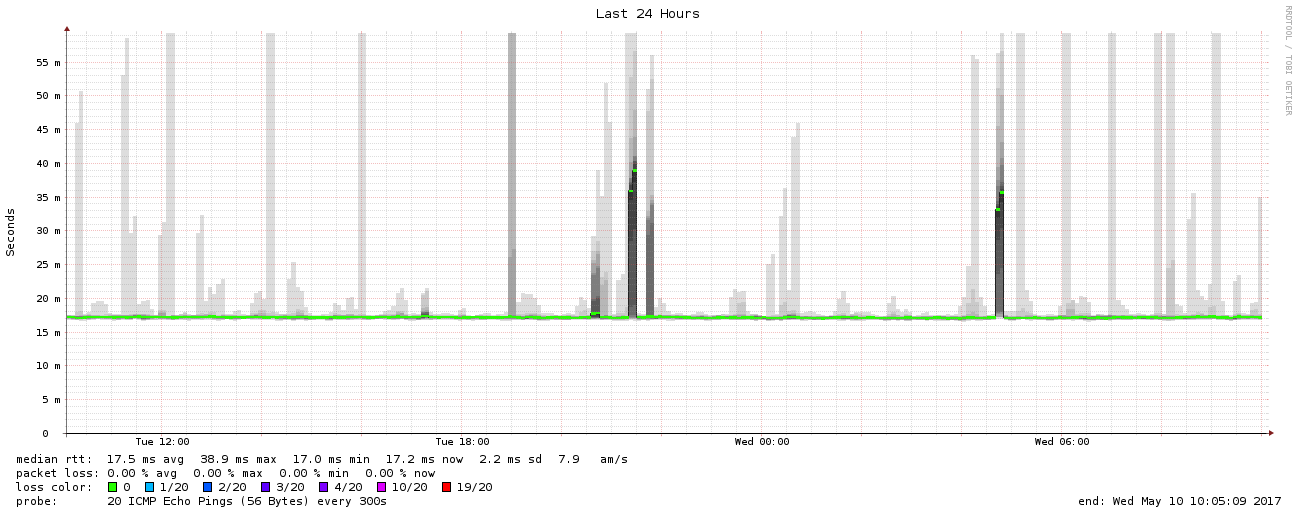 Last 24 Hours
RRDTOOL / TOBI OETIKER
Seconds
55 m
50 m
45 m
40 m
35 m
30 m
25 m
20 m
15 m
10 m
5 m
0
Tue 12:00 Tue 18:00 Wed 00:00 Wed 06:00
median rtt: 17.5 ms avg 38.9 ms max 17.0 ms min 17.2 ms now 2.2 ms sd 7.9 am/s
packet loss: 0.00 % avg 0.00 % max 0.00 % min 0.00 % now
loss color: 0 1/20 2/20 3/20 4/20 10/20 19/20
probe: 20 ICMP Echo Pings (56 Bytes) every 300s end: Wed May 10 10:05:09 2017